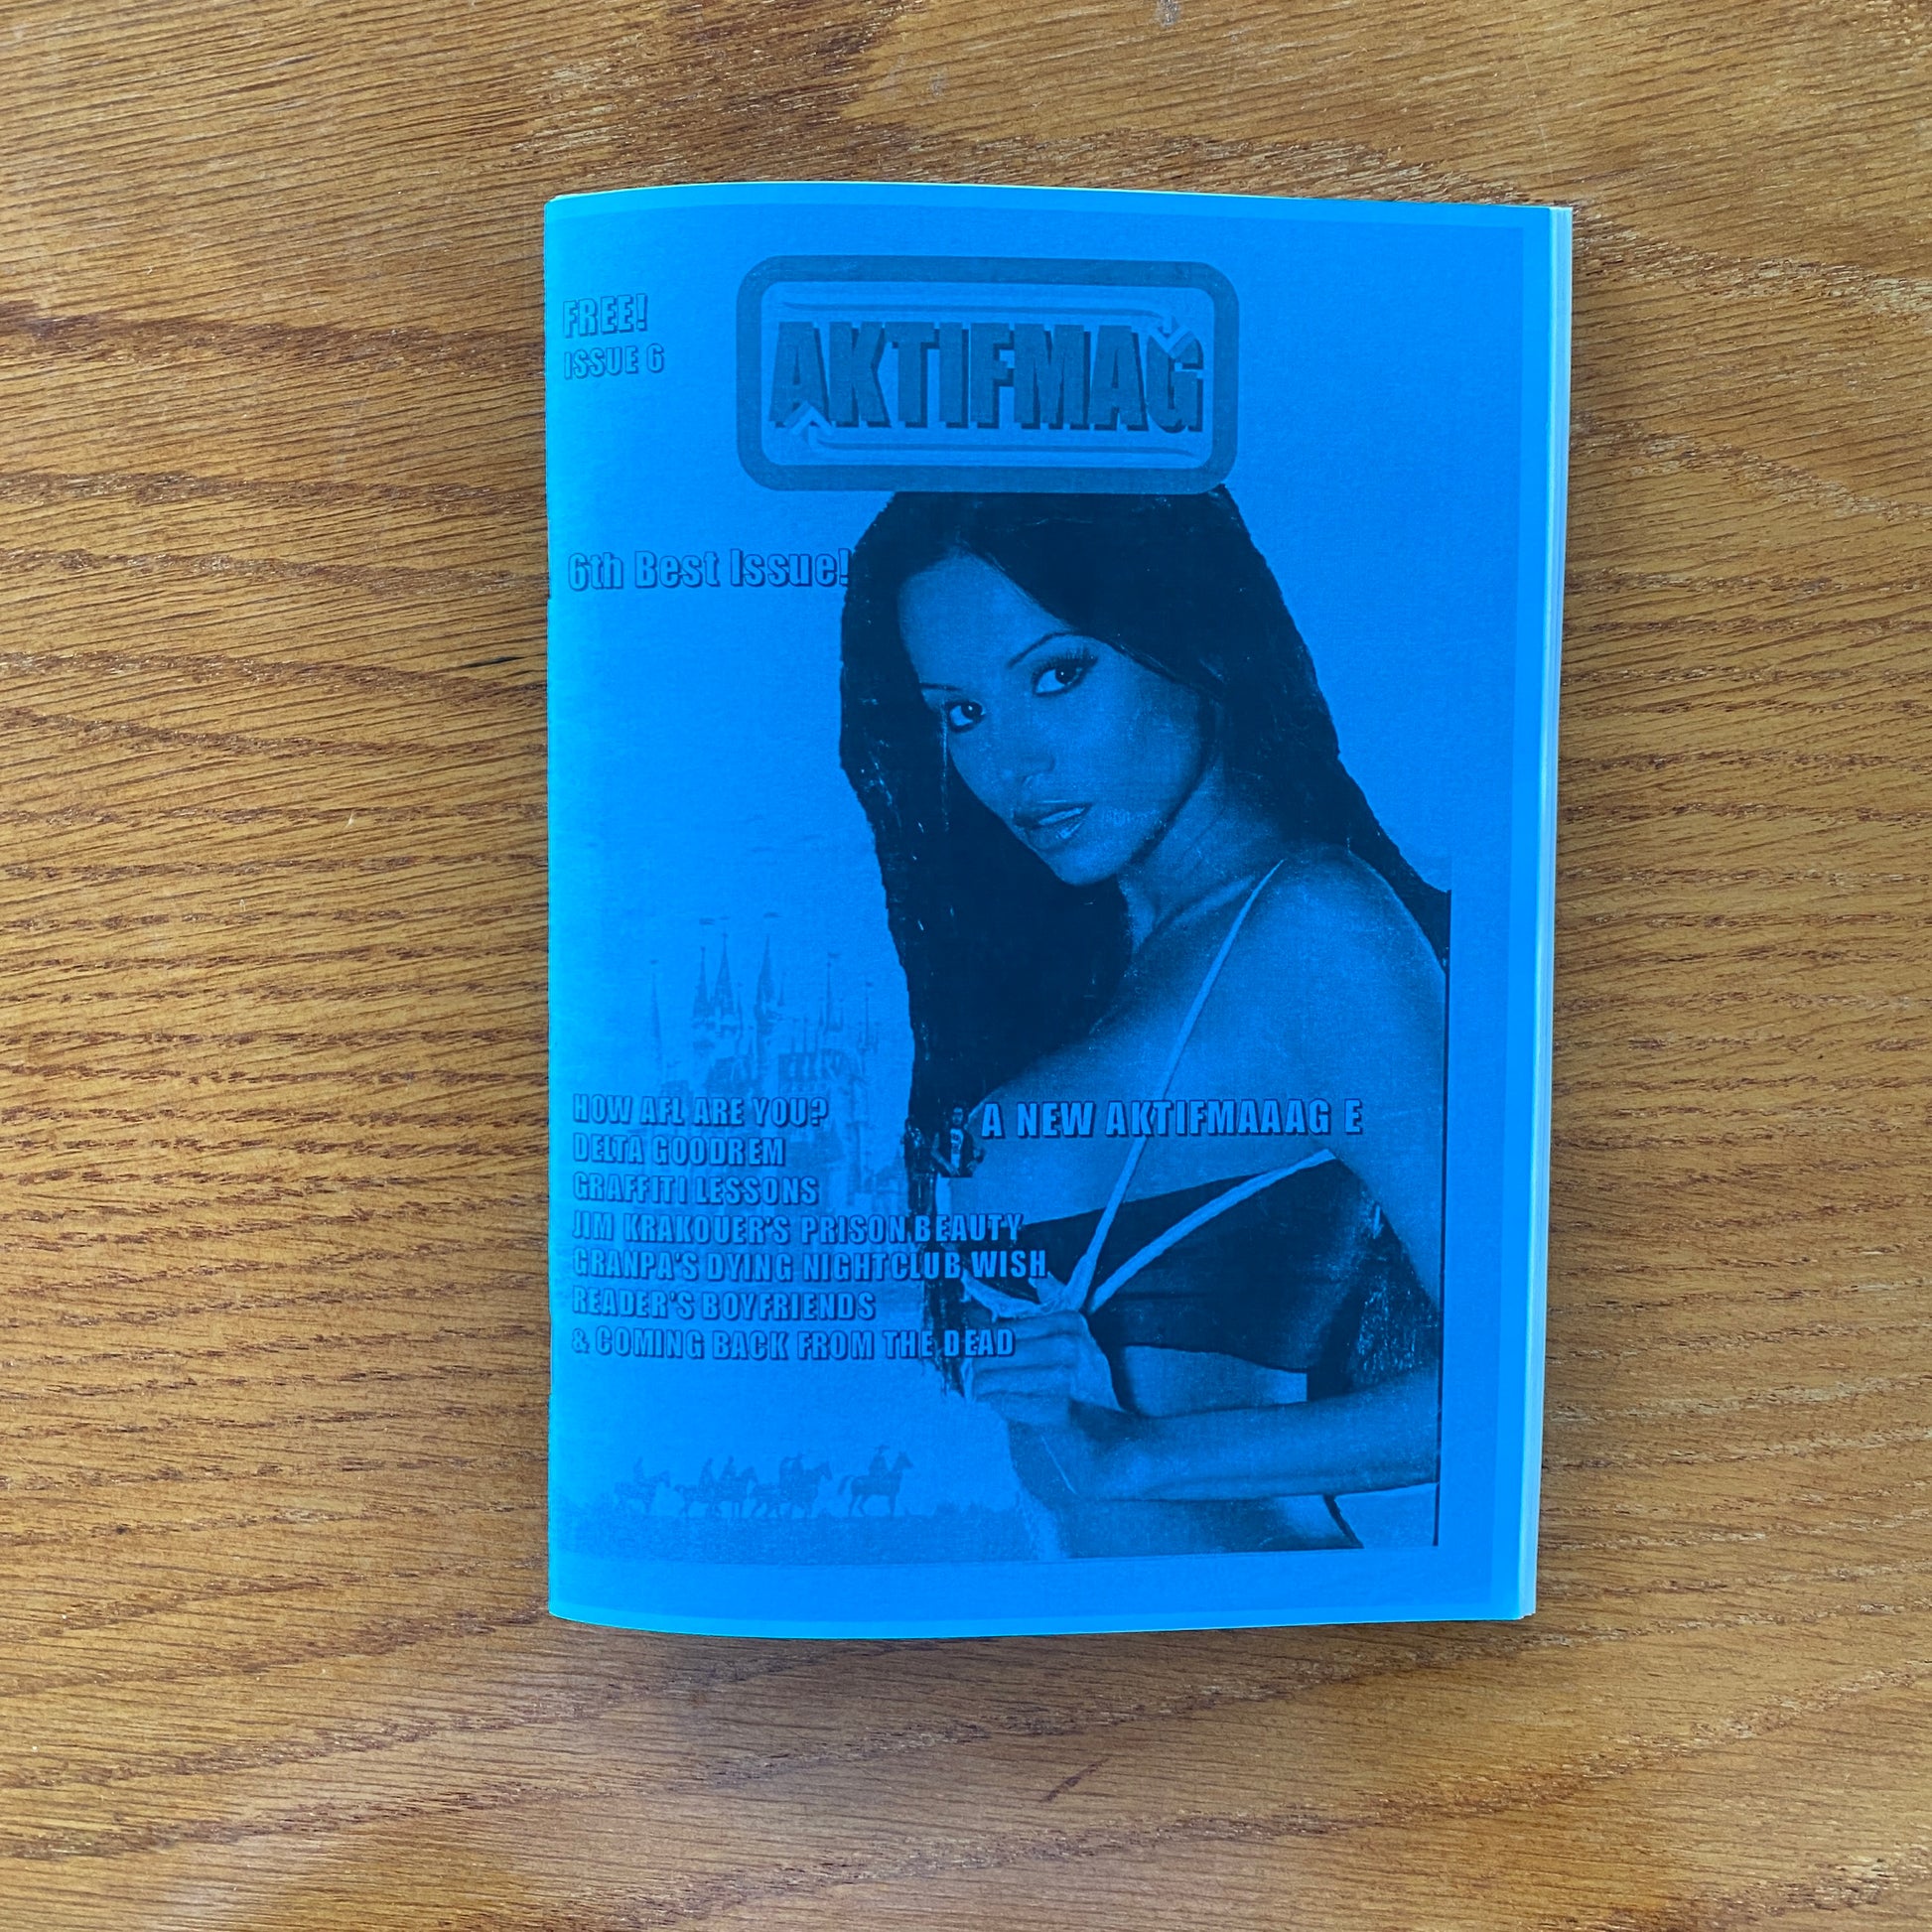 FREE!
ISSUE 6
AKTIFMAG
6th Best Issue!
HOW AFL ARE YOU?
DELTA GOODREM
GRAFFITI LESSONS
JIM KRAKOUER'S PRISON BEAUTY
GRANPA'S DYING NIGHTCLUB WISH
READER'S BOYFRIENDS
& COMING BACK FROM THE DEAD
A NEW AKTIFMAAAG E